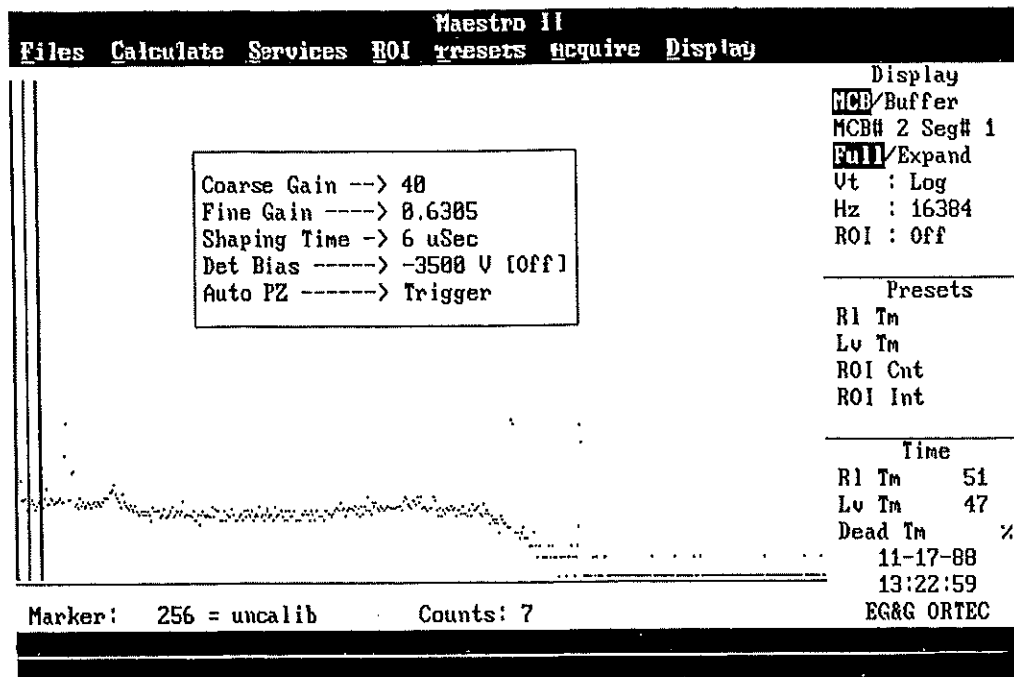 Maestro II
Files Calculate Services ROI Presets Acquire Display
Display
MCB/Buffer
MCB# 2 Seg# 1
Full/Expand
Vt : Log
Hz : 16384
ROI : Off
Coarse Gain --> 40
Fine Gain ----> 0.6305
Shaping Time -> 6 uSec
Det Bias -----> -3500 V [Off]
Auto PZ ------> Trigger
Presets
Rl Tm
Lv Tm
ROI Cnt
ROI Int
Time
Rl Tm 51
Lv Tm 47
Dead Tm %
11-17-88
13:22:59
EG&G ORTEC
Marker: 256 = uncalib Counts: 7